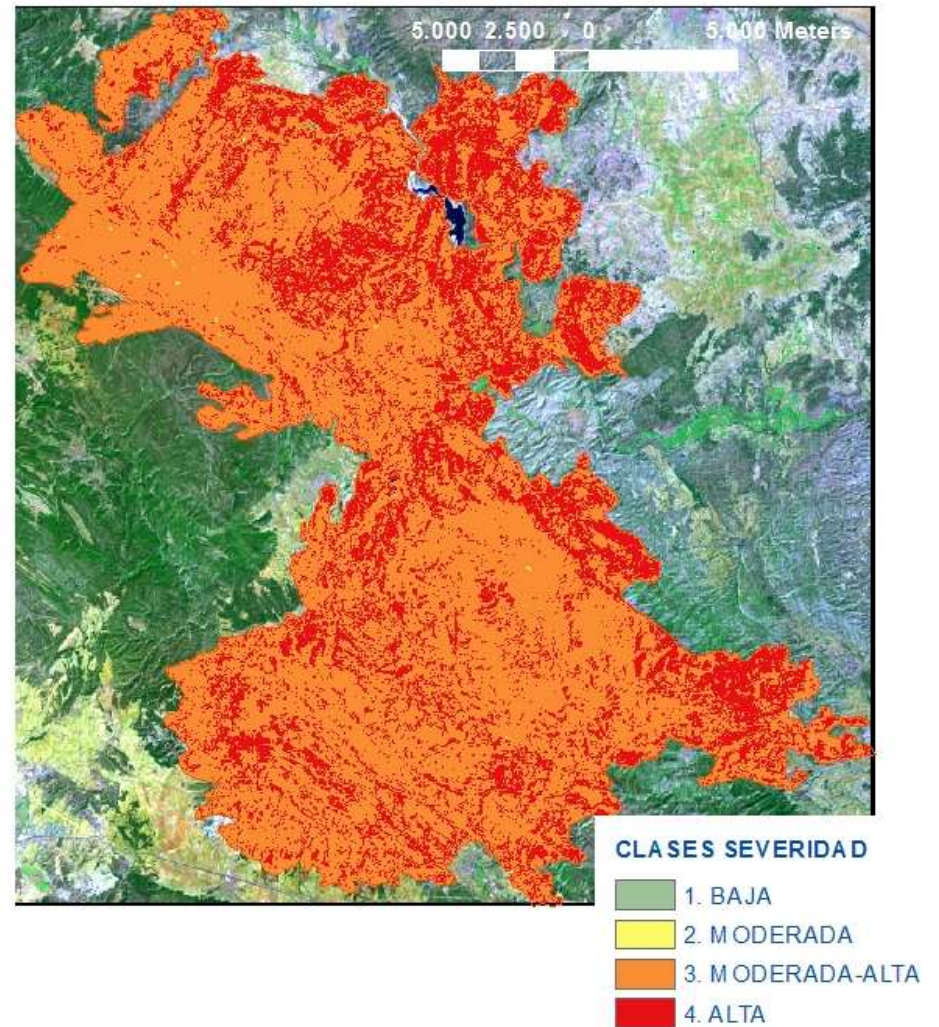 5.000 2.500 0 5.000 Meters
CLASES SEVERIDAD
1. BAJA
2. MODERADA
3. MODERADA-ALTA
4. ALTA